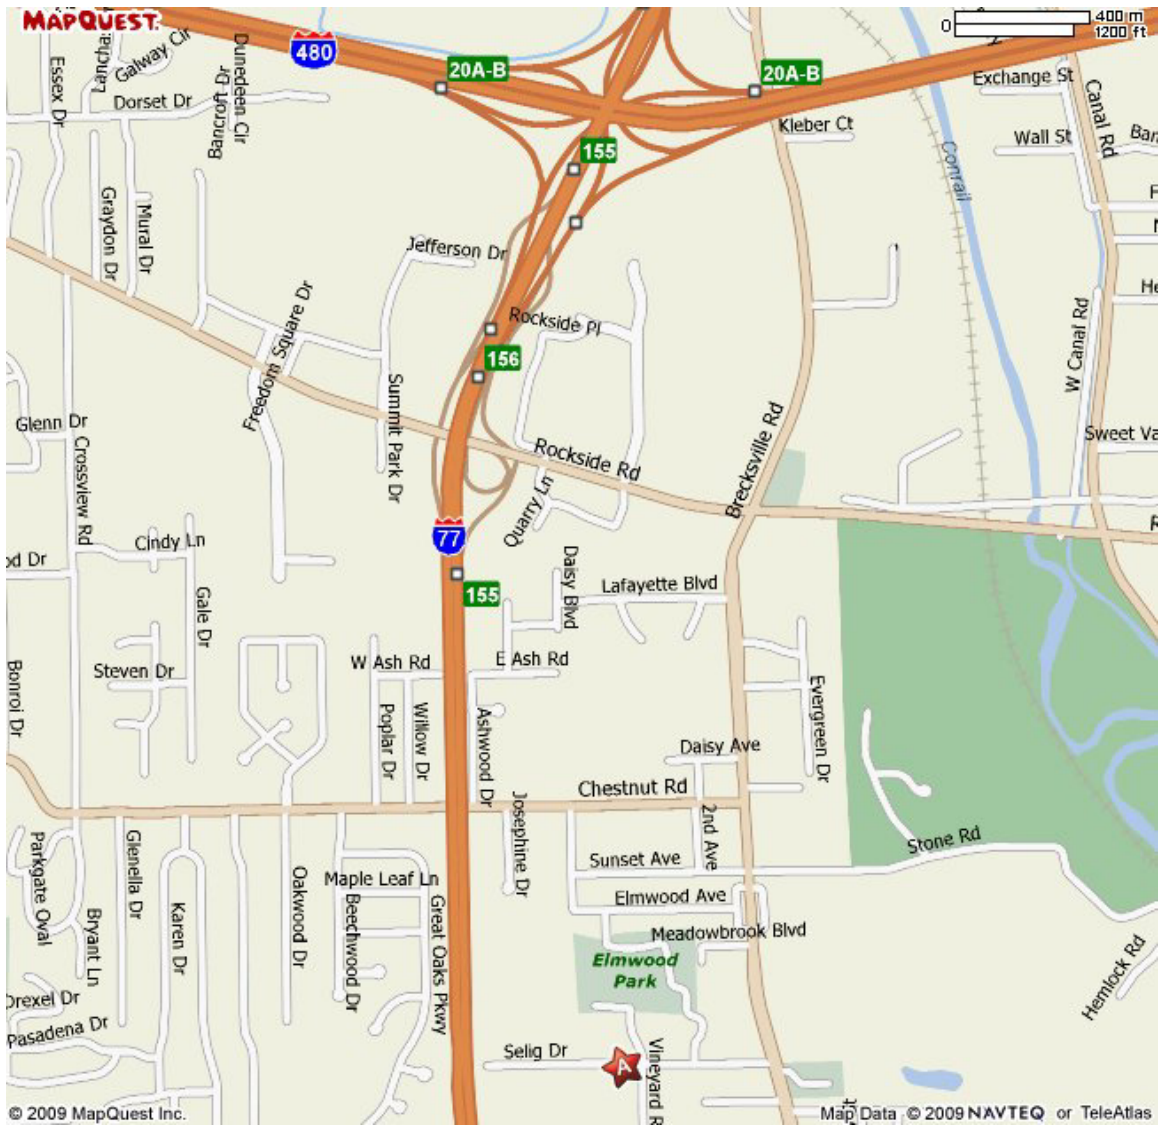 MAPQUEST.
480
0
400 m
1200 ft
Essex Dr
Galway Cir
Dunedeen Cir
Bancroft Dr
Dorset Dr
20A-B
20A-B
Exchange St
Canal Rd
Kleber Ct
Wall St
Conrail
155
Graydon Dr
Mural Dr
Jefferson Dr
Freedom Square Dr
Rockside Pl
156
W Canal Rd
Glenn Dr
Crossview Rd
Summit Park Dr
Rockside Rd
Brecksville Rd
Sweet Va
Quarry Ln
77
Cindy Ln
od Dr
Gale Dr
155
Daisy Blvd
Lafayette Blvd
W Ash Rd
E Ash Rd
Steven Dr
Bonroi Dr
Poplar Dr
Willow Dr
Ashwood Dr
Evergreen Dr
Daisy Ave
Chestnut Rd
Josephine Dr
2nd Ave
Stone Rd
Sunset Ave
Parkgate Oval
Glenella Dr
Maple Leaf Ln
Elmwood Ave
Bryant Ln
Karen Dr
Oakwood Dr
Beechwood Dr
Great Oaks Pkwy
Meadowbrook Blvd
Elmwood
Park
Hemlock Rd
Drexel Dr
Pasadena Dr
Selig Dr
A
Vineyard R
© 2009 MapQuest Inc.
Map Data © 2009 NAVTEQ or TeleAtlas